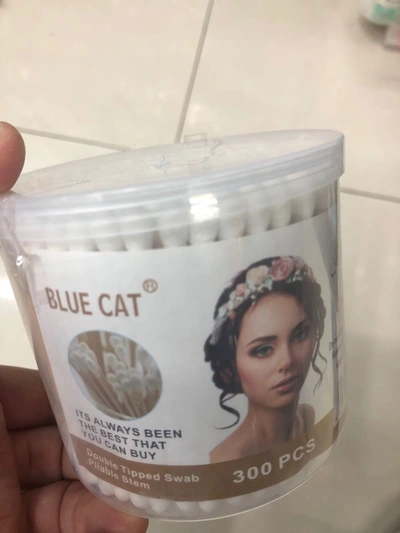 BLUE CAT®
ITS ALWAYS BEEN
THE BEST THAT
YOU CAN BUY
Double Tipped Swab
Pliable Stem
300 PCS